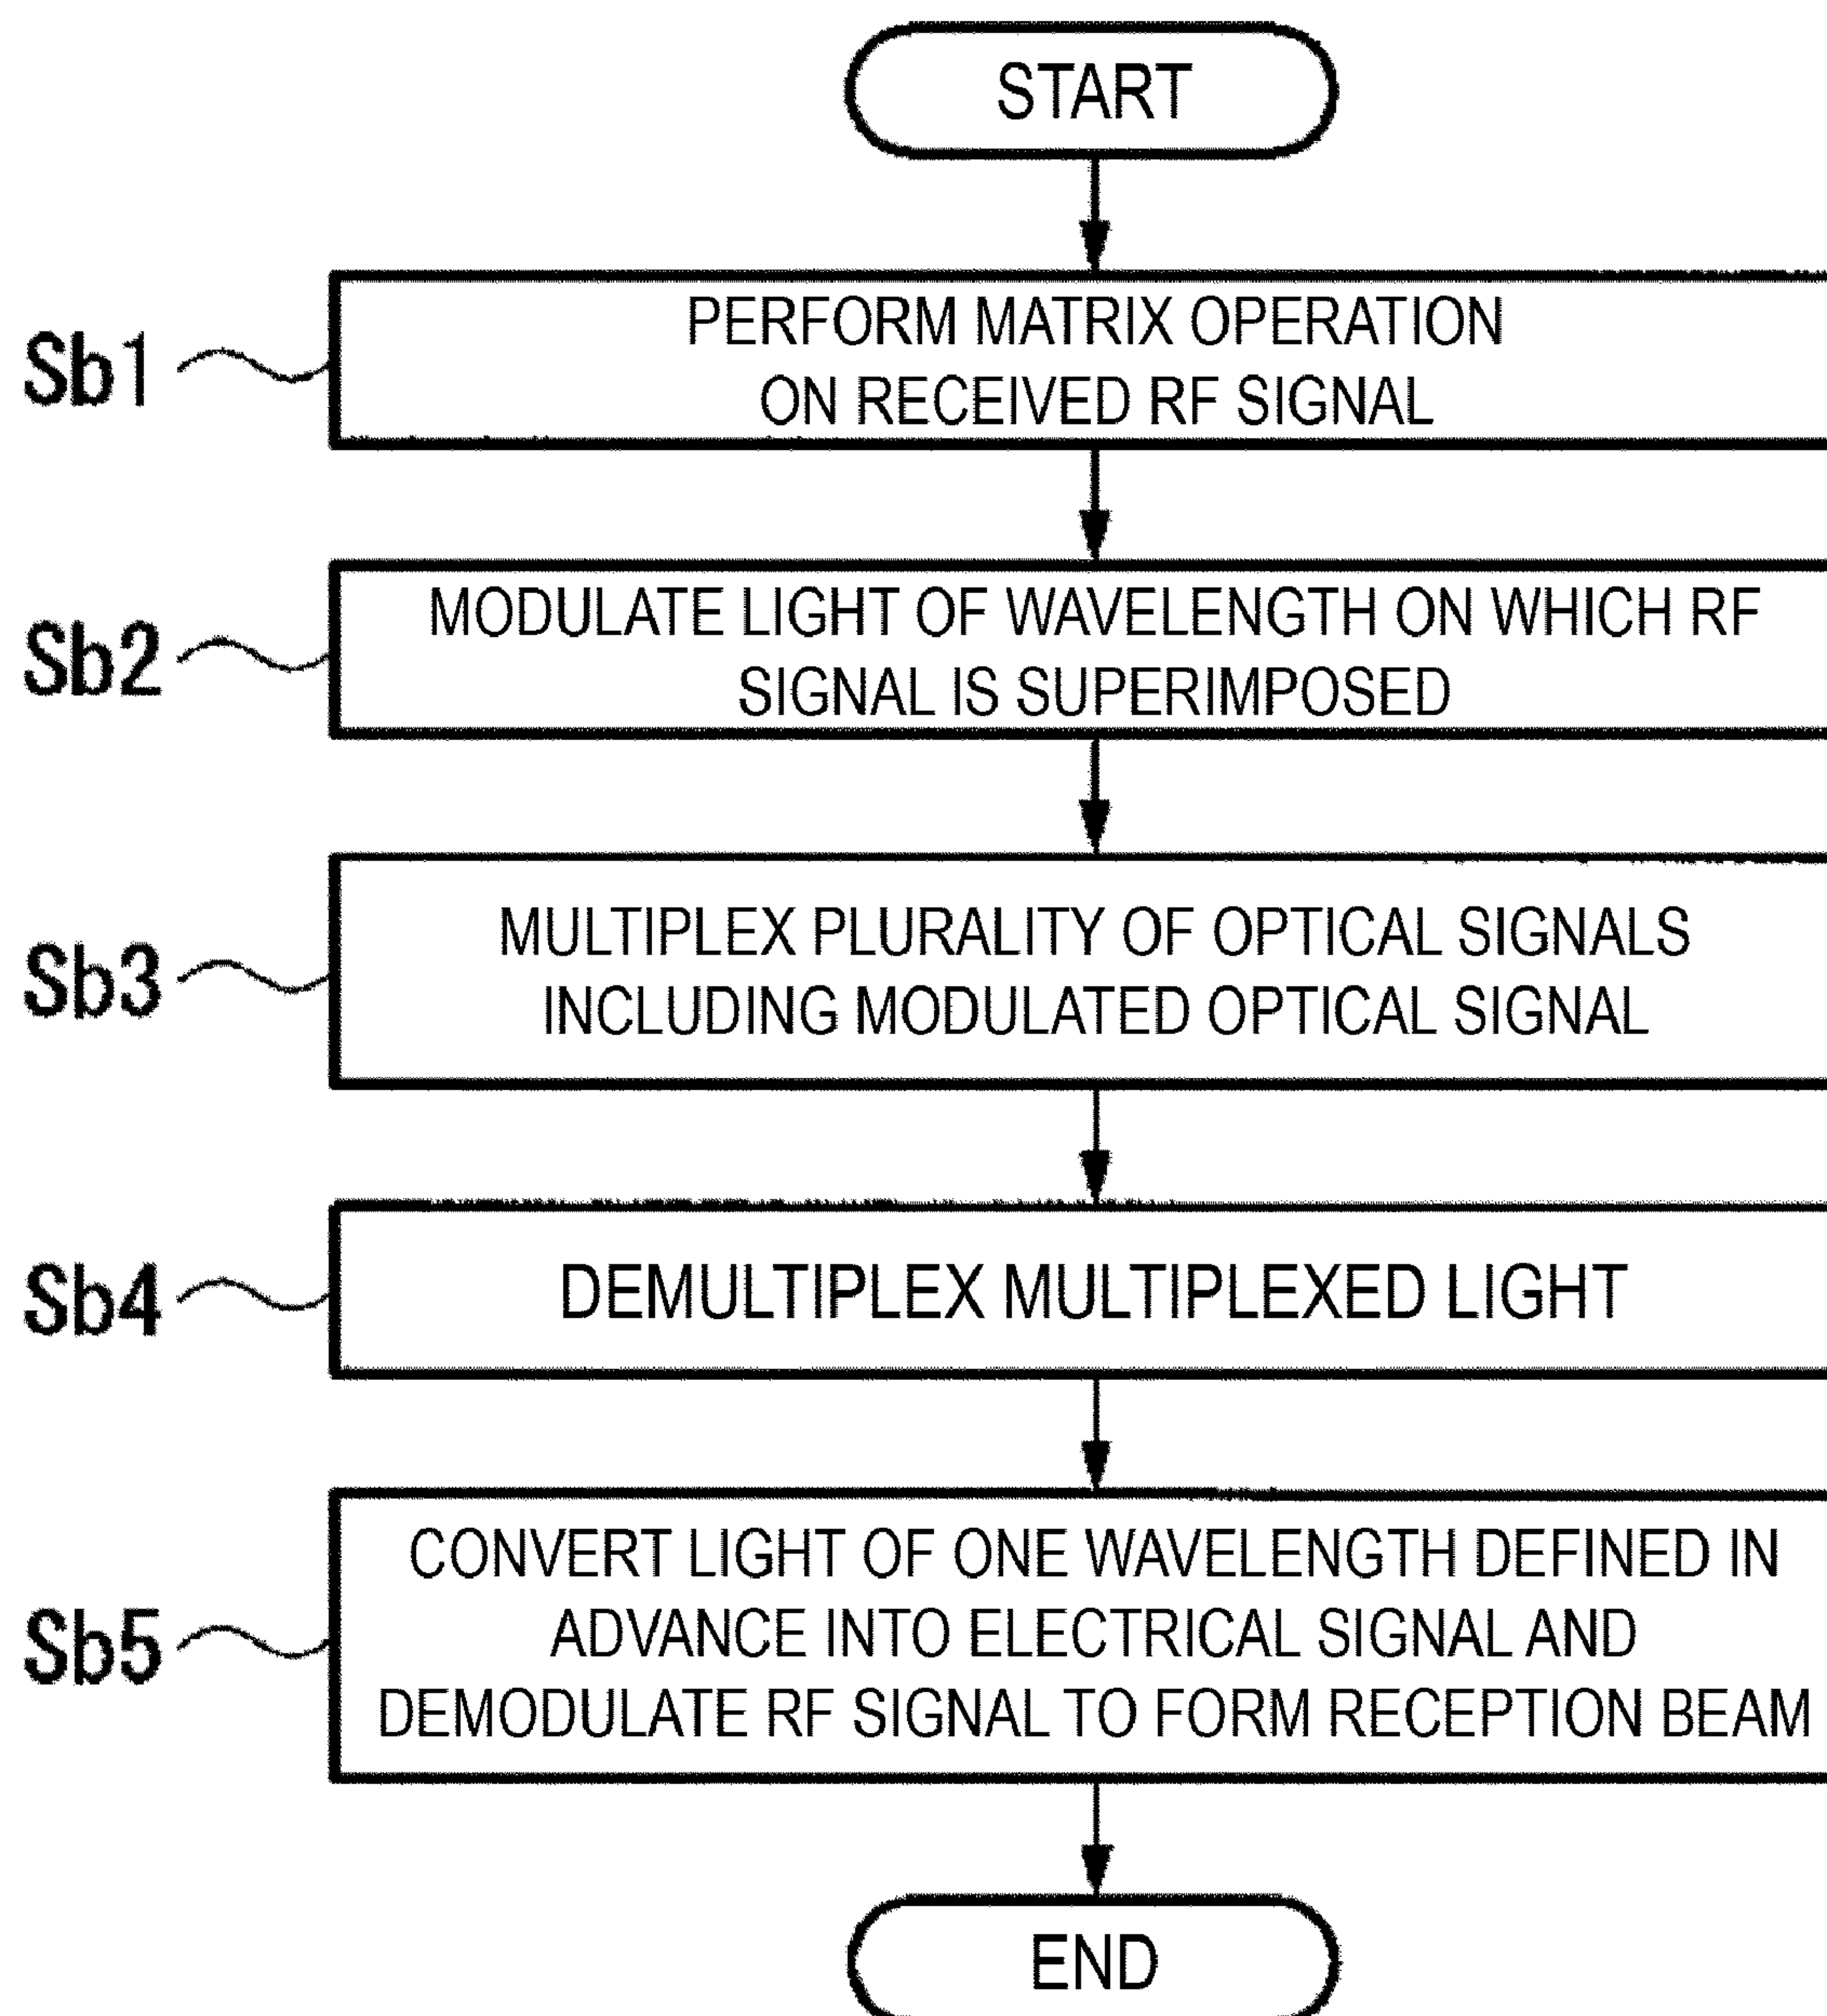 START
Sb1
PERFORM MATRIX OPERATION
ON RECEIVED RF SIGNAL
Sb2
MODULATE LIGHT OF WAVELENGTH ON WHICH RF
SIGNAL IS SUPERIMPOSED
Sb3
MULTIPLEX PLURALITY OF OPTICAL SIGNALS
INCLUDING MODULATED OPTICAL SIGNAL
Sb4
DEMULTIPLEX MULTIPLEXED LIGHT
Sb5
CONVERT LIGHT OF ONE WAVELENGTH DEFINED IN
ADVANCE INTO ELECTRICAL SIGNAL AND
DEMODULATE RF SIGNAL TO FORM RECEPTION BEAM
END